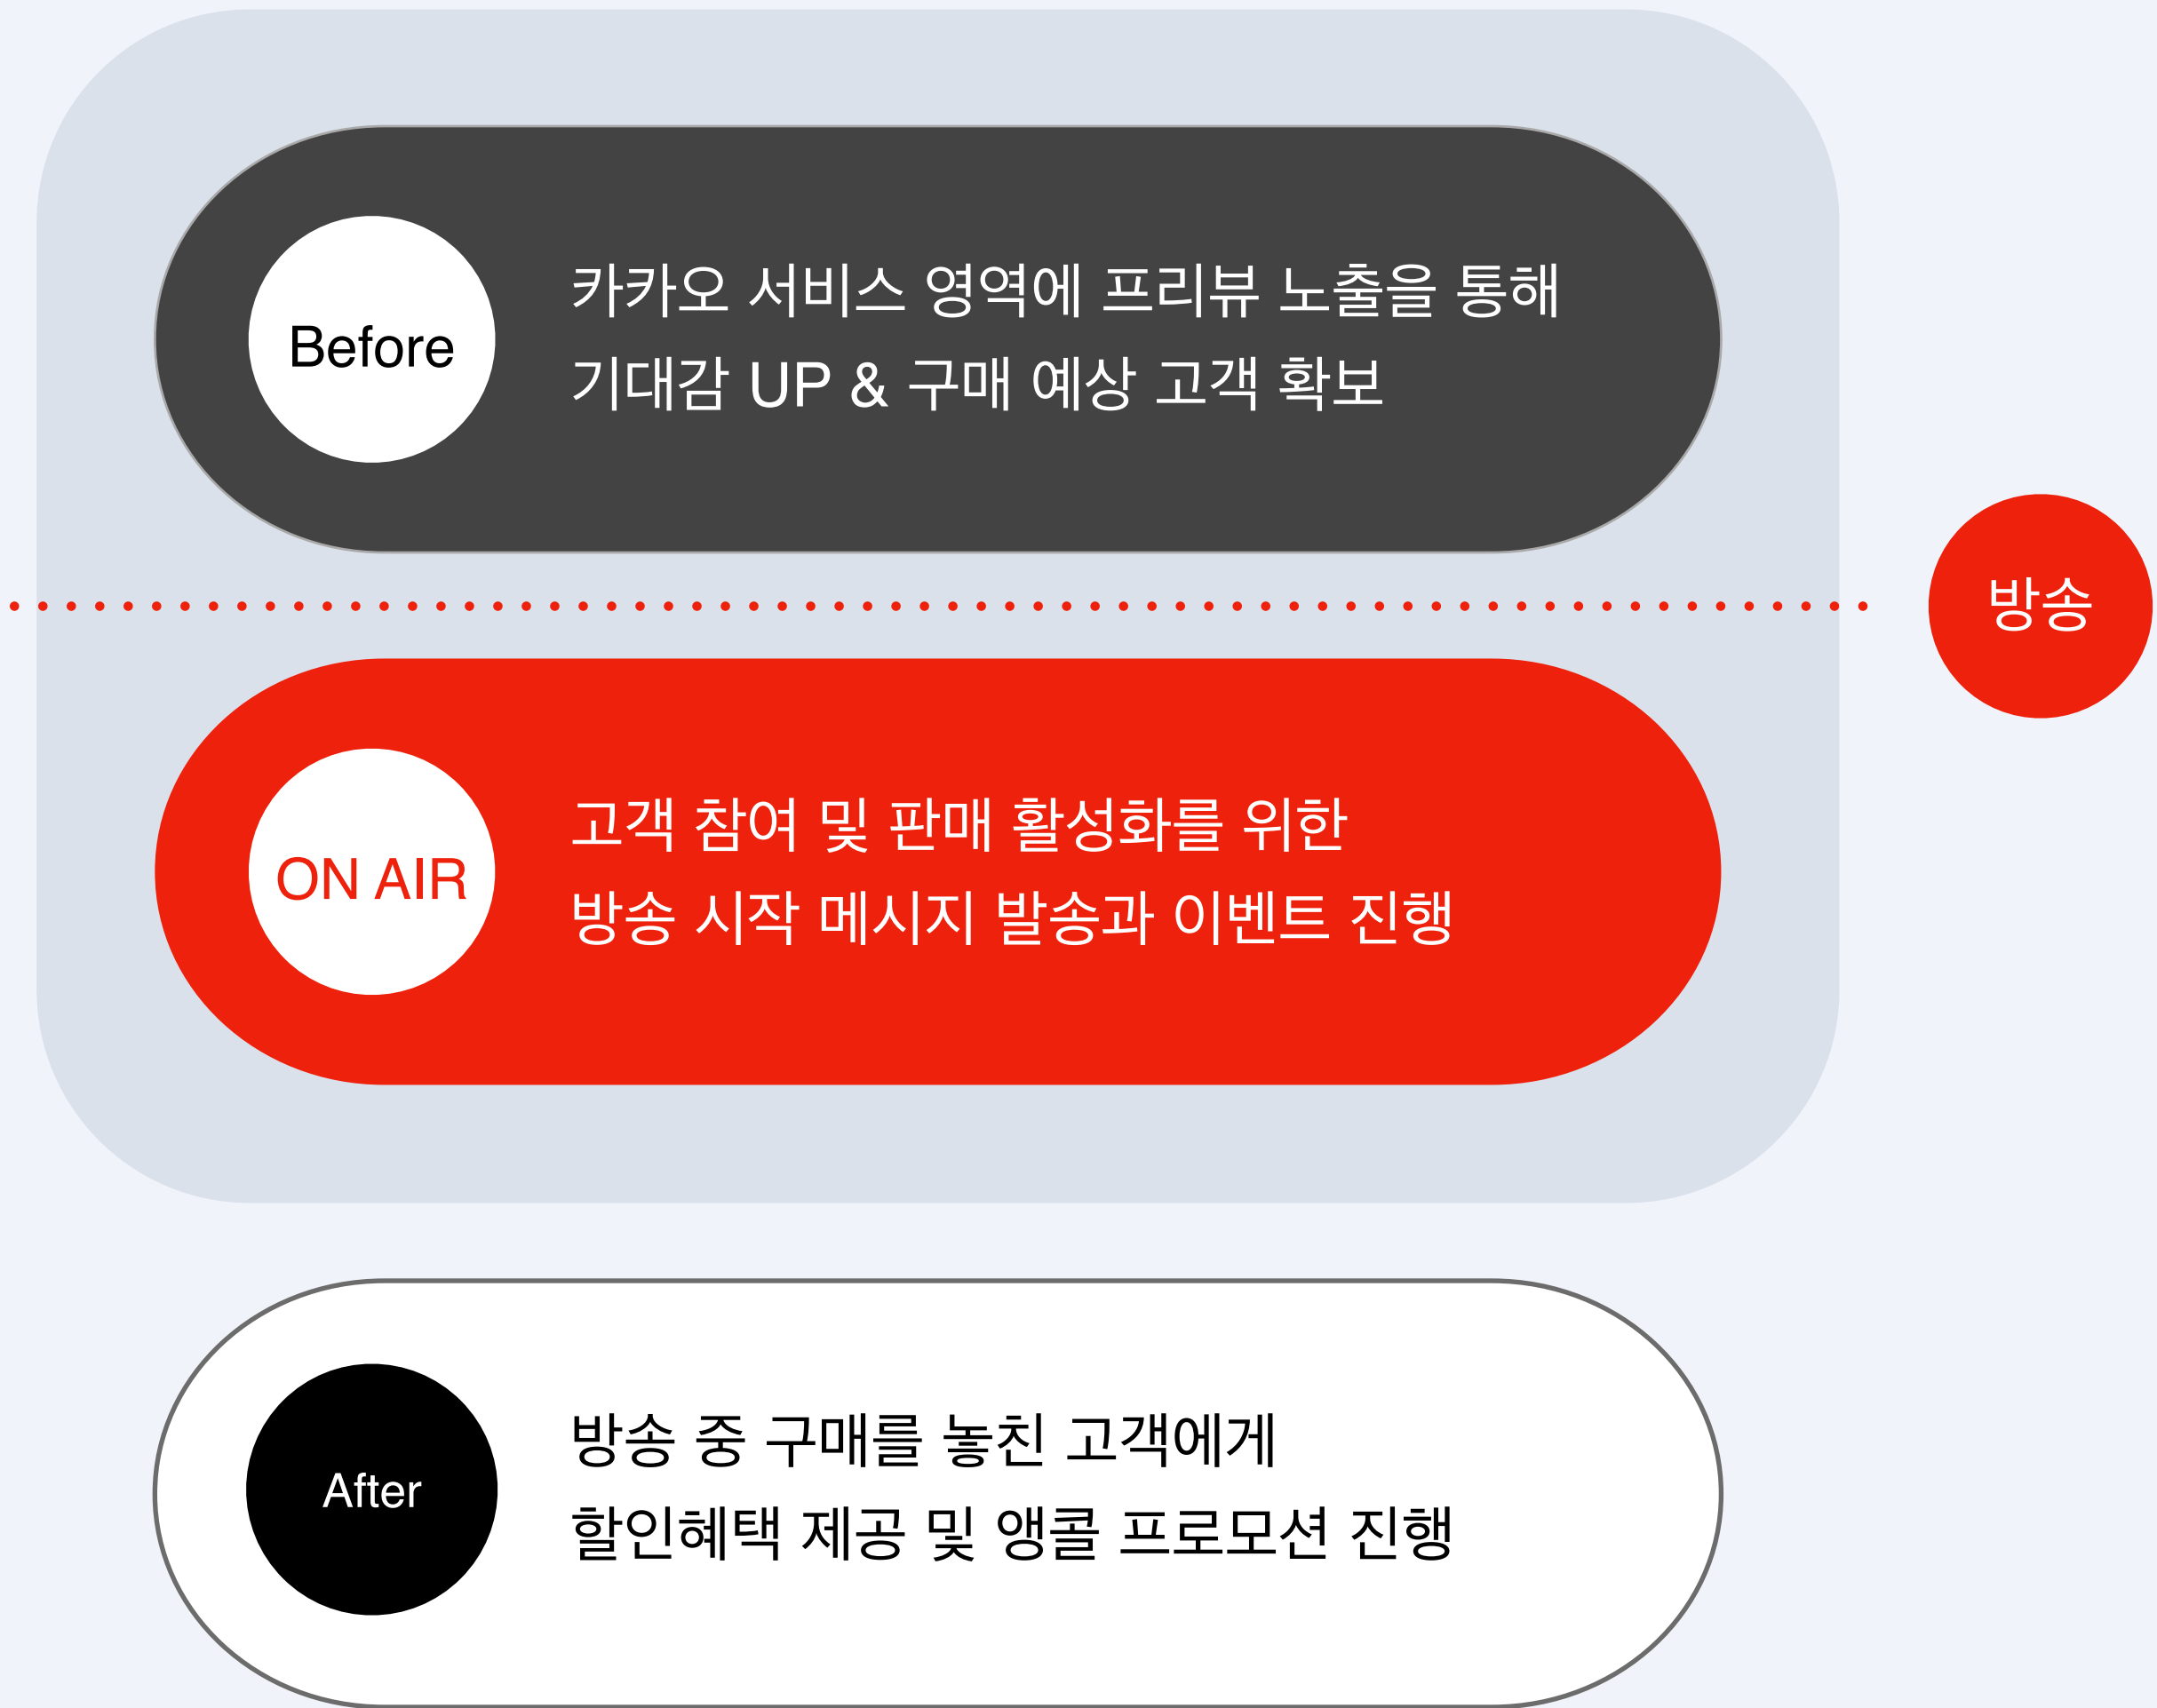 Before
카카오 서비스 영역에 프리뷰 노출을 통해
기대감 UP & 구매 예상 고객 확보
방송
ON AIR
고객 참여 및 판매 활성화를 위한
방송 시작 메시지 발송과 이벤트 진행
After
방송 중 구매를 놓친 고객에게
할인혜택 제공 및 앵콜 프로모션 진행